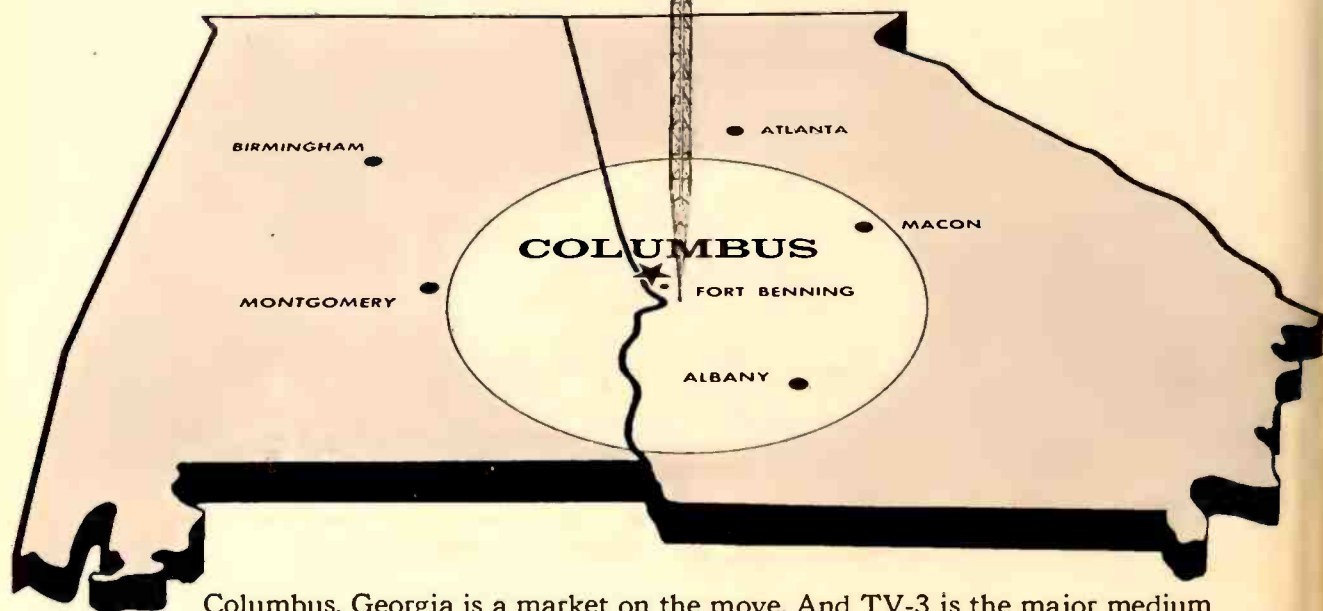 ATLANTA
BIRMINGHAM
MACON
COLUMBUS
MONTGOMERY
FORT BENNING
ALBANY
Columbus, Georgia is a market on the move. And TV-3 is the major medium